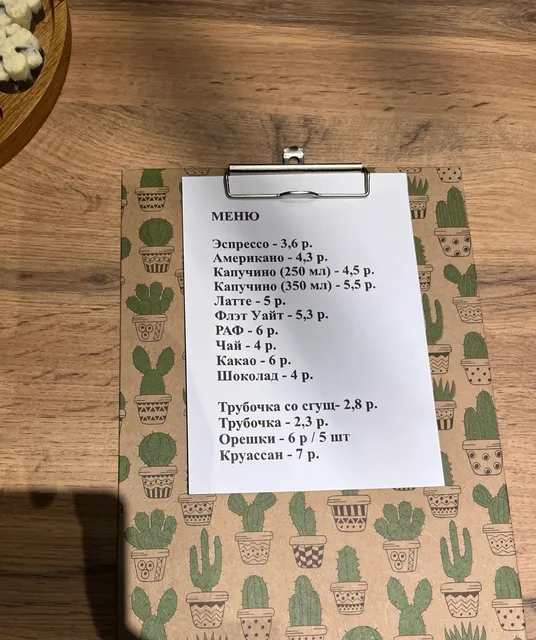 МЕНЮ
Эспрессо - 3,6 р.
Американо - 4,3 р.
Капучино (250 мл) - 4,5 р.
Капучино (350 мл) - 5,5 р.
Латте - 5 р.
Флэт Уайт - 5,3 р.
РАФ - 6 р.
Чай - 4 р.
Какао - 6 р.
Шоколад - 4 р.
Трубочка со сгущ- 2,8 р.
Трубочка - 2,3 р.
Орешки - 6 р / 5 шт
Круассан - 7 р.